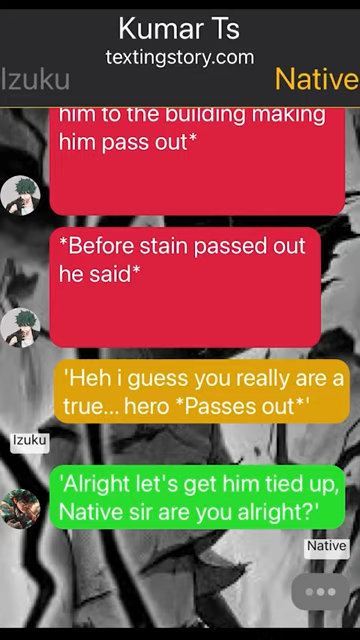 Kumar Ts
textingstory.com
Izuku
Native
him to the building making
him pass out*
*Before stain passed out
he said*
'Heh i guess you really are a
true... hero *Passes out*'
Izuku
'Alright let's get him tied up,
Native sir are you alright?'
Native